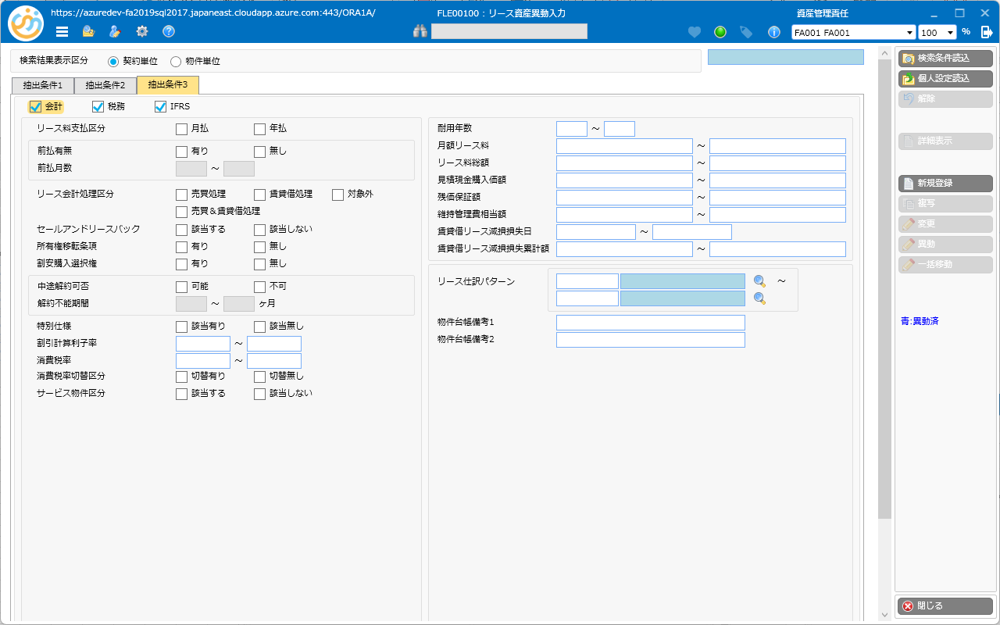 https://azuredev-fa2019sql2017.japaneast.cloudapp.azure.com:443/ORA1A/
FLE00100：リース資産異動入力
資産管理責任
FA001 FA001
100
%
検索結果表示区分
契約単位
物件単位
抽出条件1
抽出条件2
抽出条件3
会計
税務
IFRS
リース料支払区分
月払
年払
前払有無
有り
無し
前払月数
～
リース会計処理区分
売買処理
賃貸借処理
対象外
売買＆賃貸借処理
セールアンドリースバック
該当する
該当しない
所有権移転条項
有り
無し
割安購入選択権
有り
無し
中途解約可否
可能
不可
解約不能期間
～
ヶ月
特別仕様
該当有り
該当無し
割引計算利子率
～
消費税率
～
消費税率切替区分
切替有り
切替無し
サービス物件区分
該当する
該当しない
耐用年数
～
月額リース料
～
リース料総額
～
見積現金購入価額
～
残価保証額
～
維持管理費相当額
～
賃貸借リース減損損失日
～
賃貸借リース減損損失累計額
～
リース仕訳パターン
～
物件台帳備考1
物件台帳備考2
検索条件読込
個人設定読込
解除
詳細表示
新規登録
複写
変更
異動
一括移動
青:異動済
閉じる